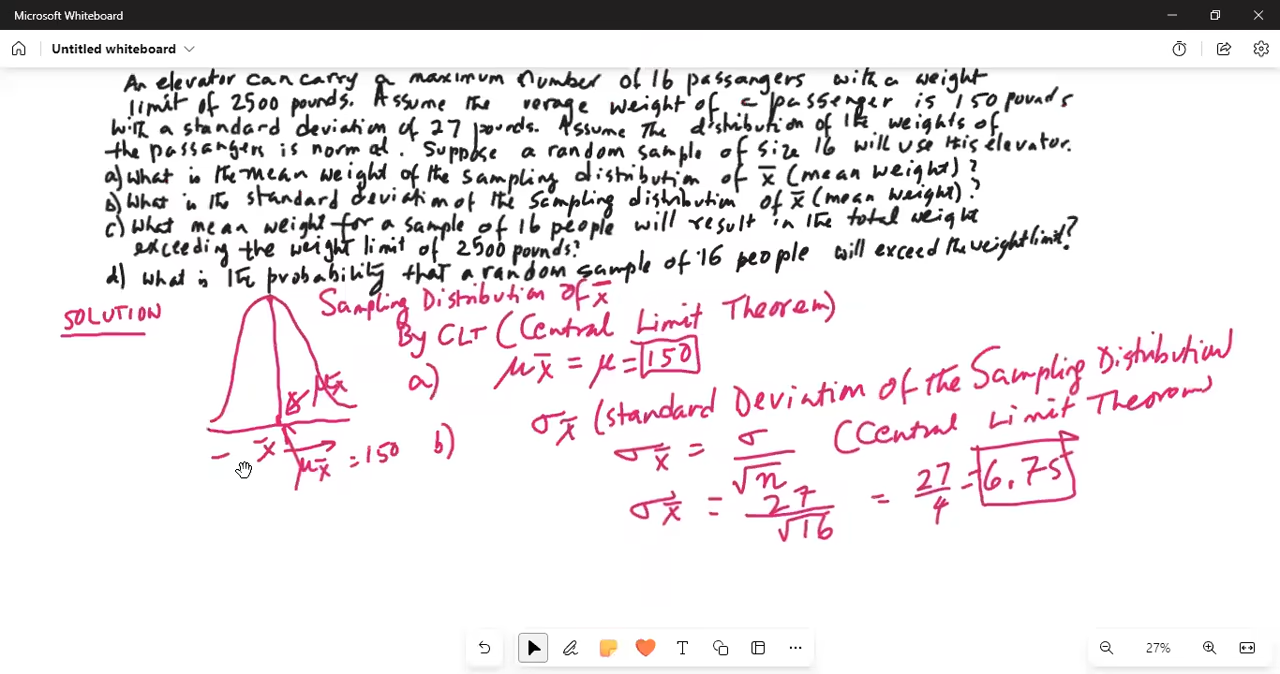 Microsoft Whiteboard
Untitled whiteboard
An elevator can carry a maximum number of 16 passangers with a weight
limit of 2500 pounds. Assume the verage weight of a passenger is 150 pounds
with a standard deviation of 27 pounds. Assume the distribution of the weights of
the passangers is normal. Suppose a random sample of size 16 will use this elevator.
a) What is the mean weight of the sampling distribution of x̅ (mean weight)?
b) What is the standard deviation of the sampling distribution of x̅ (mean weight)?
c) What mean weight for a sample of 16 people will result in the total weight
exceeding the weight limit of 2500 pounds?
d) What is the probability that a random sample of 16 people will exceed the weight limit?
SOLUTION
Sampling Distribution of x̅
By CLT (Central Limit Theorem)
a) μx̅ = μ = 150
μx̅
σx̅ (standard Deviation of the Sampling Distribution
b) σx̅ = σ/√n (Central Limit Theorem
x̅ μx̅ = 150
σx̅ = 27/√16 = 27/4 = 6.75
27%